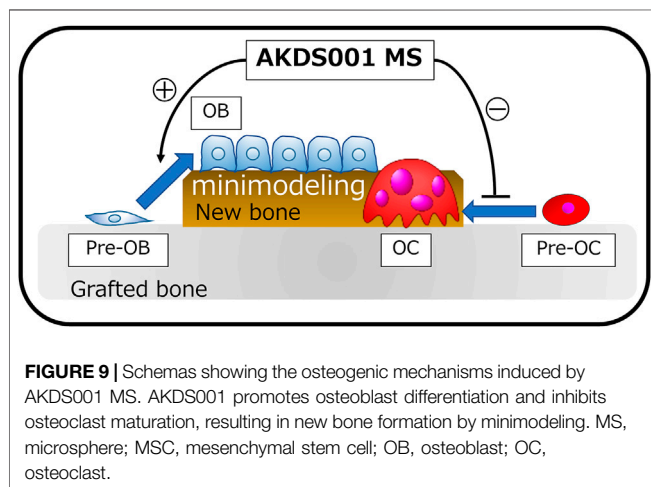 AKDS001 MS
⊕
⊖
OB
minimodeling
New bone
Pre-OB
OC
Pre-OC
Grafted bone
FIGURE 9 | Schemas showing the osteogenic mechanisms induced by
AKDS001 MS. AKDS001 promotes osteoblast differentiation and inhibits
osteoclast maturation, resulting in new bone formation by minimodeling. MS,
microsphere; MSC, mesenchymal stem cell; OB, osteoblast; OC,
osteoclast.